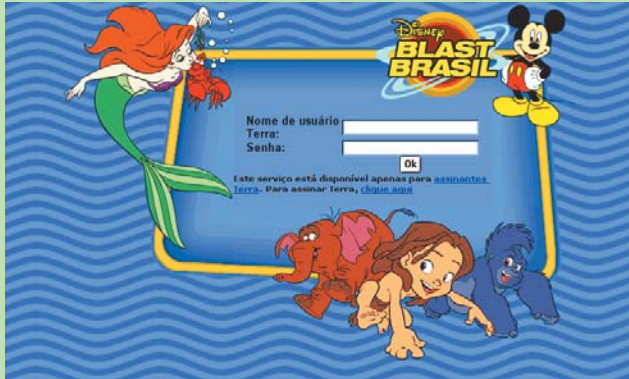 Disney
BLAST
BRASIL
Nome de usuário
Terra:
Senha:
Ok
Este serviço está disponível apenas para assinantes
Terra. Para assinar Terra, clique aqui